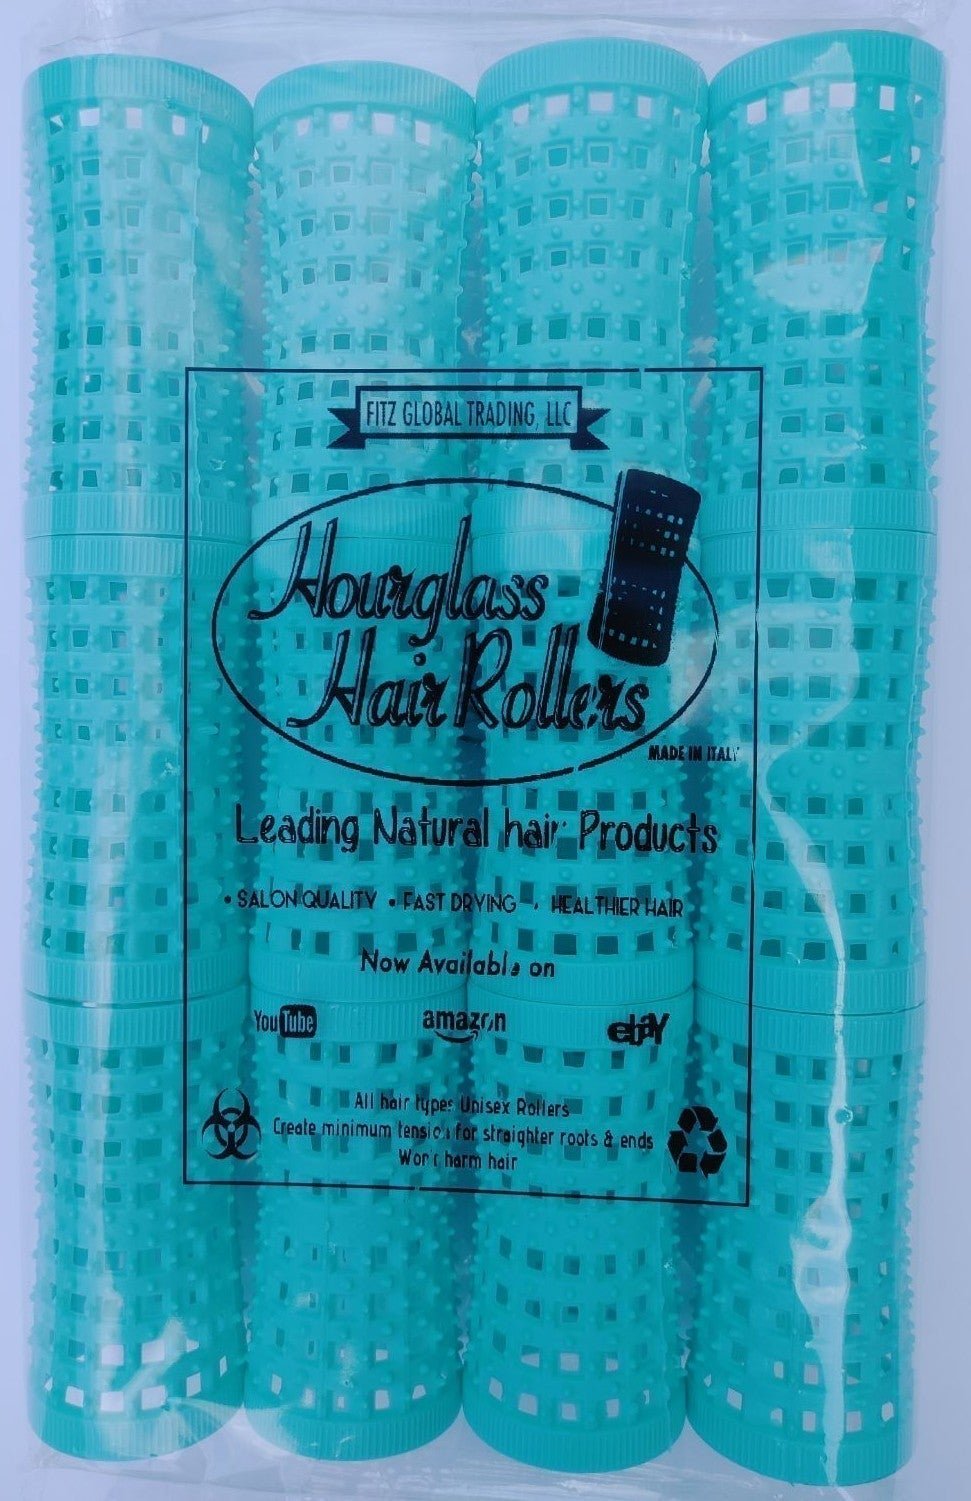 FITZ GLOBAL TRADING, LLC
Hourglass
Hair Rollers
MADE IN ITALY
Leading Natural hair Products
• SALON QUALITY • FAST DRYING • HEALTHIER HAIR
Now Available on
YouTube amazon ebay
All hair types Unisex Rollers
Create minimum tension for straighter roots & ends
Wont harm hair